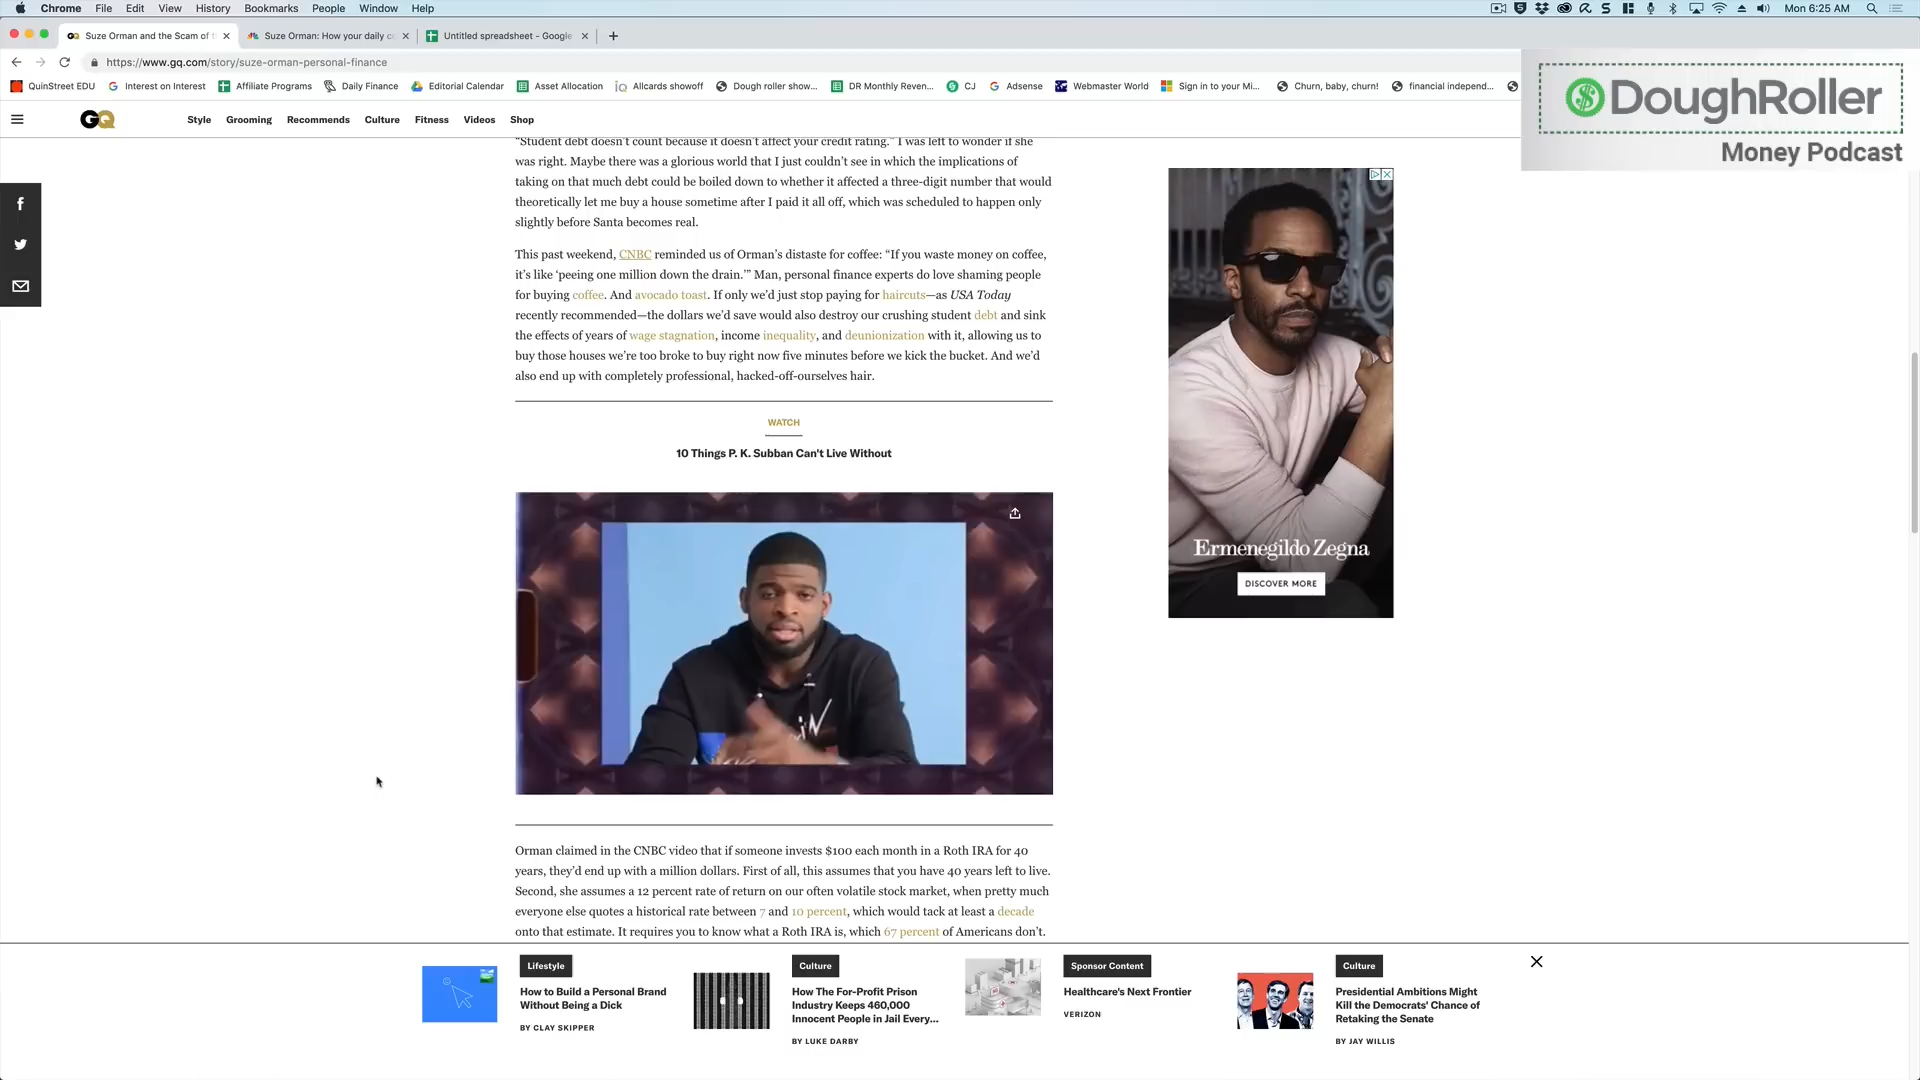 Chrome File Edit View History Bookmarks People Window Help
Mon 6:25 AM
Suze Orman and the Scam of
Suze Orman: How your daily c
Untitled spreadsheet - Google
https://www.gq.com/story/suze-orman-personal-finance
QuinStreet EDU
Interest on Interest
Affiliate Programs
Daily Finance
Editorial Calendar
Asset Allocation
Allcards showoff
Dough roller show...
DR Monthly Reven...
CJ
Adsense
Webmaster World
Sign in to your Mi...
Churn, baby, churn!
financial independ...
DoughRoller
Money Podcast
GQ
Style Grooming Recommends Culture Fitness Videos Shop
"Student debt doesn't count because it doesn't affect your credit rating." I was left to wonder if she
was right. Maybe there was a glorious world that I just couldn't see in which the implications of
taking on that much debt could be boiled down to whether it affected a three-digit number that would
theoretically let me buy a house sometime after I paid it all off, which was scheduled to happen only
slightly before Santa becomes real.
This past weekend, CNBC reminded us of Orman's distaste for coffee: “If you waste money on coffee,
it's like ‘peeing one million down the drain.’” Man, personal finance experts do love shaming people
for buying coffee. And avocado toast. If only we'd just stop paying for haircuts—as USA Today
recently recommended—the dollars we'd save would also destroy our crushing student debt and sink
the effects of years of wage stagnation, income inequality, and deunionization with it, allowing us to
buy those houses we're too broke to buy right now five minutes before we kick the bucket. And we'd
also end up with completely professional, hacked-off-ourselves hair.
WATCH
10 Things P. K. Subban Can't Live Without
Ermenegildo Zegna
DISCOVER MORE
Orman claimed in the CNBC video that if someone invests $100 each month in a Roth IRA for 40
years, they'd end up with a million dollars. First of all, this assumes that you have 40 years left to live.
Second, she assumes a 12 percent rate of return on our often volatile stock market, when pretty much
everyone else quotes a historical rate between 7 and 10 percent, which would tack at least a decade
onto that estimate. It requires you to know what a Roth IRA is, which 67 percent of Americans don't.
Lifestyle
How to Build a Personal Brand
Without Being a Dick
BY CLAY SKIPPER
Culture
How The For-Profit Prison
Industry Keeps 460,000
Innocent People in Jail Every...
BY LUKE DARBY
Sponsor Content
Healthcare's Next Frontier
VERIZON
Culture
Presidential Ambitions Might
Kill the Democrats' Chance of
Retaking the Senate
BY JAY WILLIS